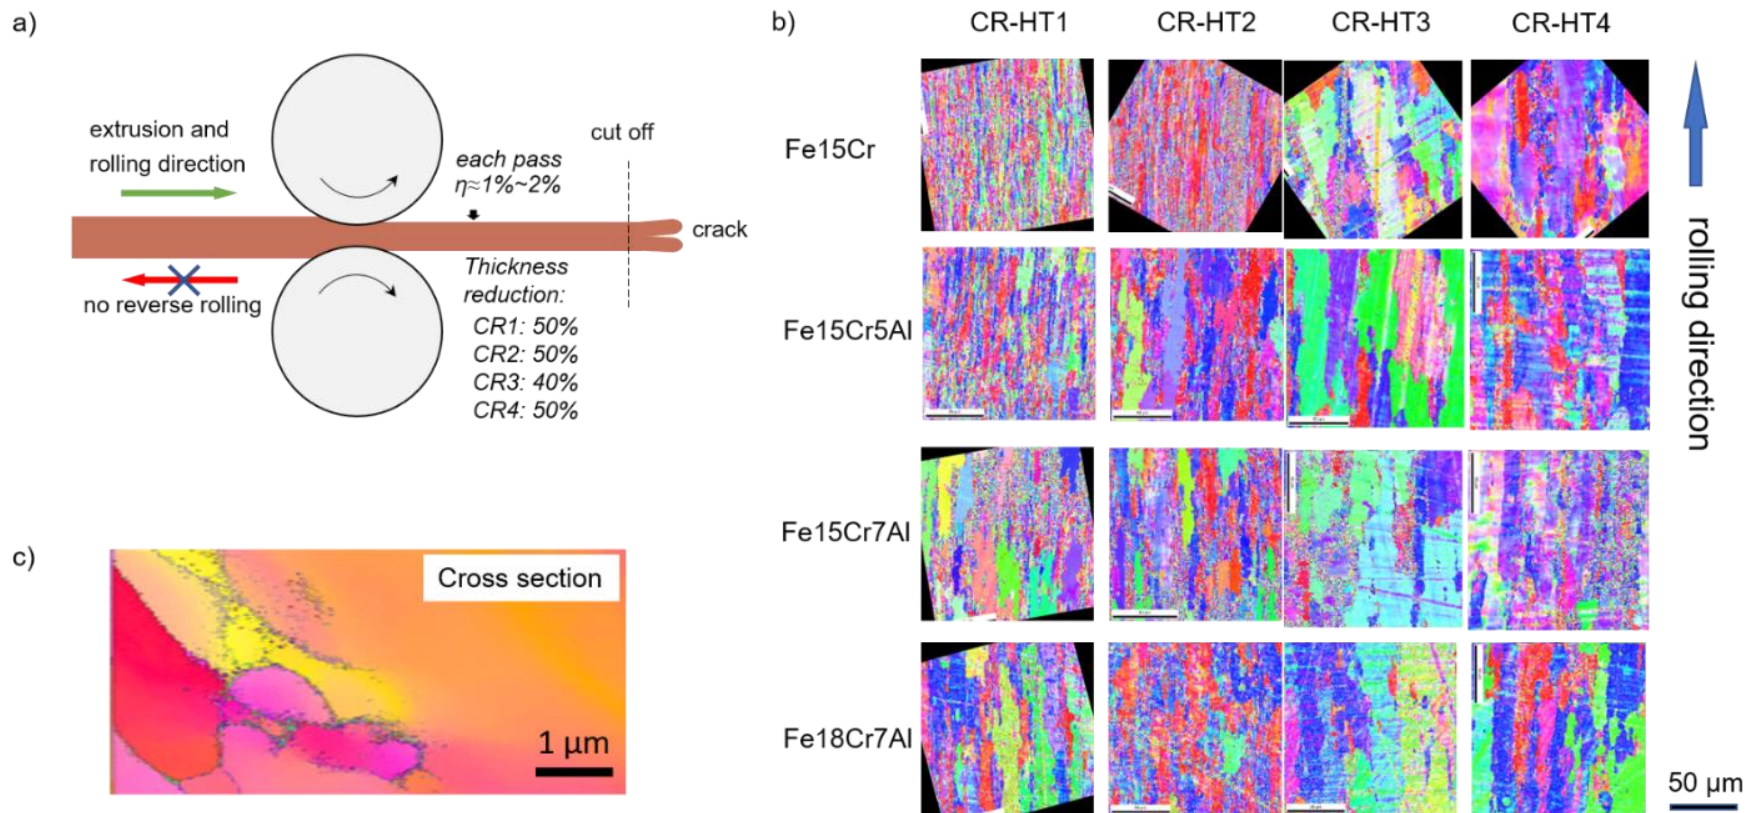 a)
extrusion and
rolling direction
no reverse rolling
each pass
η≈1%~2%
cut off
crack
Thickness
reduction:
CR1: 50%
CR2: 50%
CR3: 40%
CR4: 50%
b)
CR-HT1 CR-HT2 CR-HT3 CR-HT4
Fe15Cr
Fe15Cr5Al
Fe15Cr7Al
Fe18Cr7Al
rolling direction
50 μm
c)
Cross section
1 μm